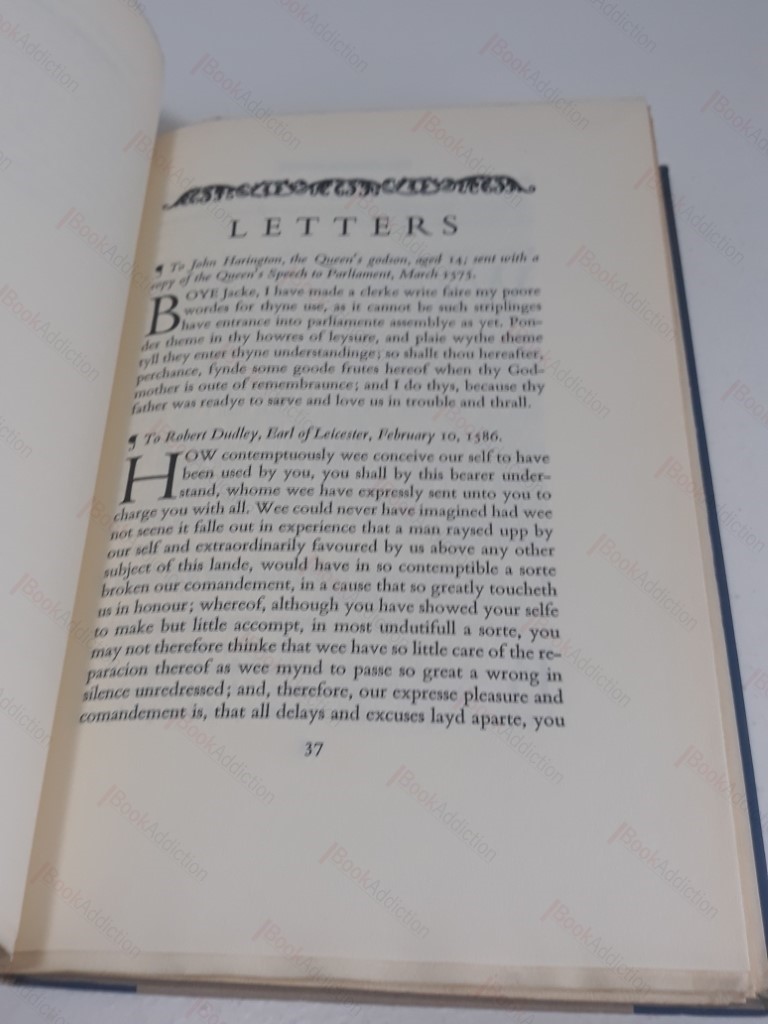 LETTERS
¶ To John Harington, the Queen's godson, aged 14; sent with a
copy of the Queen's Speech to Parliament, March 1575.
BOYE Jacke, I have made a clerke write faire my poore
wordes for thyne use, as it cannot be such striplinges
have entrance into parliamente assemblye as yet. Pon-
der theme in thy howres of leysure, and plaie wythe theme
tyll they enter thyne understandinge; so shallt thou hereafter,
perchance, fynde some goode frutes hereof when thy God-
mother is oute of remembraunce; and I do thys, because thy
father was readye to sarve and love us in trouble and thrall.
¶ To Robert Dudley, Earl of Leicester, February 10, 1586.
HOW contemptuously wee conceive our self to have
been used by you, you shall by this bearer under-
stand, whome wee have expressly sent unto you to
charge you with all. Wee could never have imagined had wee
not seene it falle out in experience that a man raysed upp by
our self and extraordinarily favoured by us above any other
subject of this lande, would have in so contemptible a sorte
broken our comandement, in a cause that so greatly toucheth
us in honour; whereof, although you have showed your selfe
to make but little accompt, in most undutifull a sorte, you
may not therefore thinke that wee have so little care of the re-
paracion thereof as wee mynd to passe so great a wrong in
silence unredressed; and, therefore, our expresse pleasure and
comandement is, that all delays and excuses layd aparte, you
37
BookAddiction